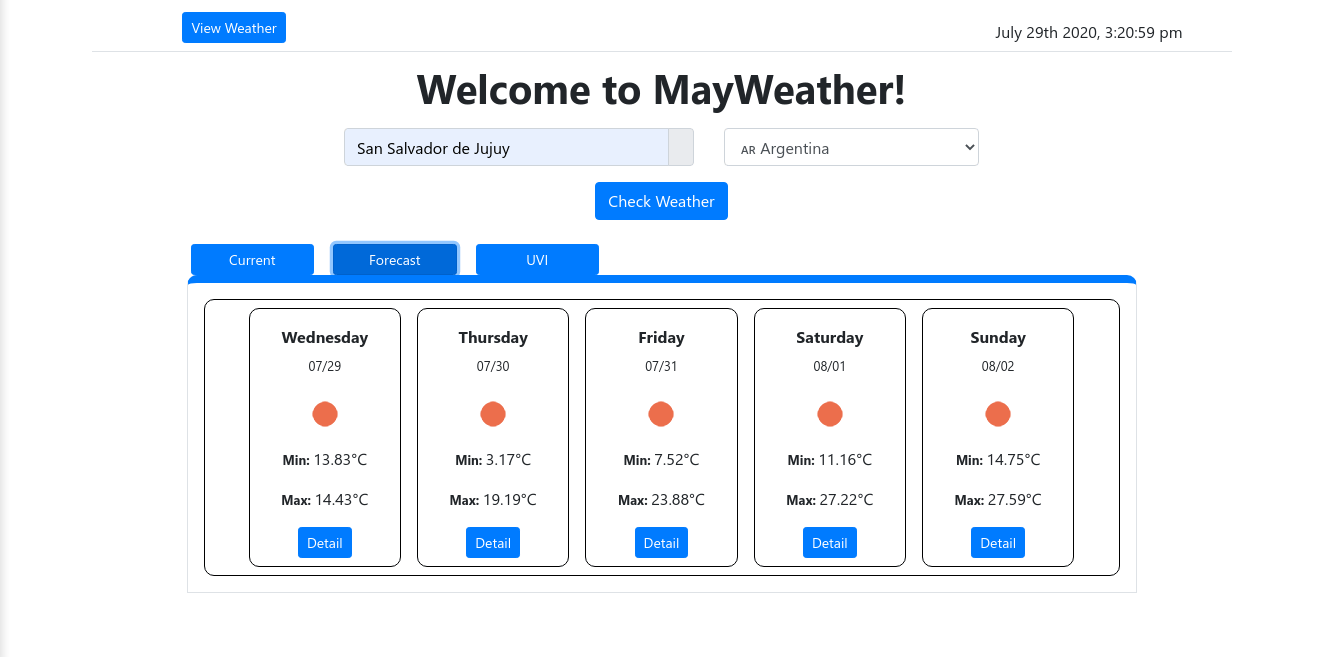 View Weather
July 29th 2020, 3:20:59 pm
Welcome to MayWeather!
San Salvador de Jujuy
AR Argentina
Check Weather
Current Forecast UVI
Wednesday Thursday Friday Saturday Sunday
07/29 07/30 07/31 08/01 08/02
Min: 13.83°C Min: 3.17°C Min: 7.52°C Min: 11.16°C Min: 14.75°C
Max: 14.43°C Max: 19.19°C Max: 23.88°C Max: 27.22°C Max: 27.59°C
Detail Detail Detail Detail Detail